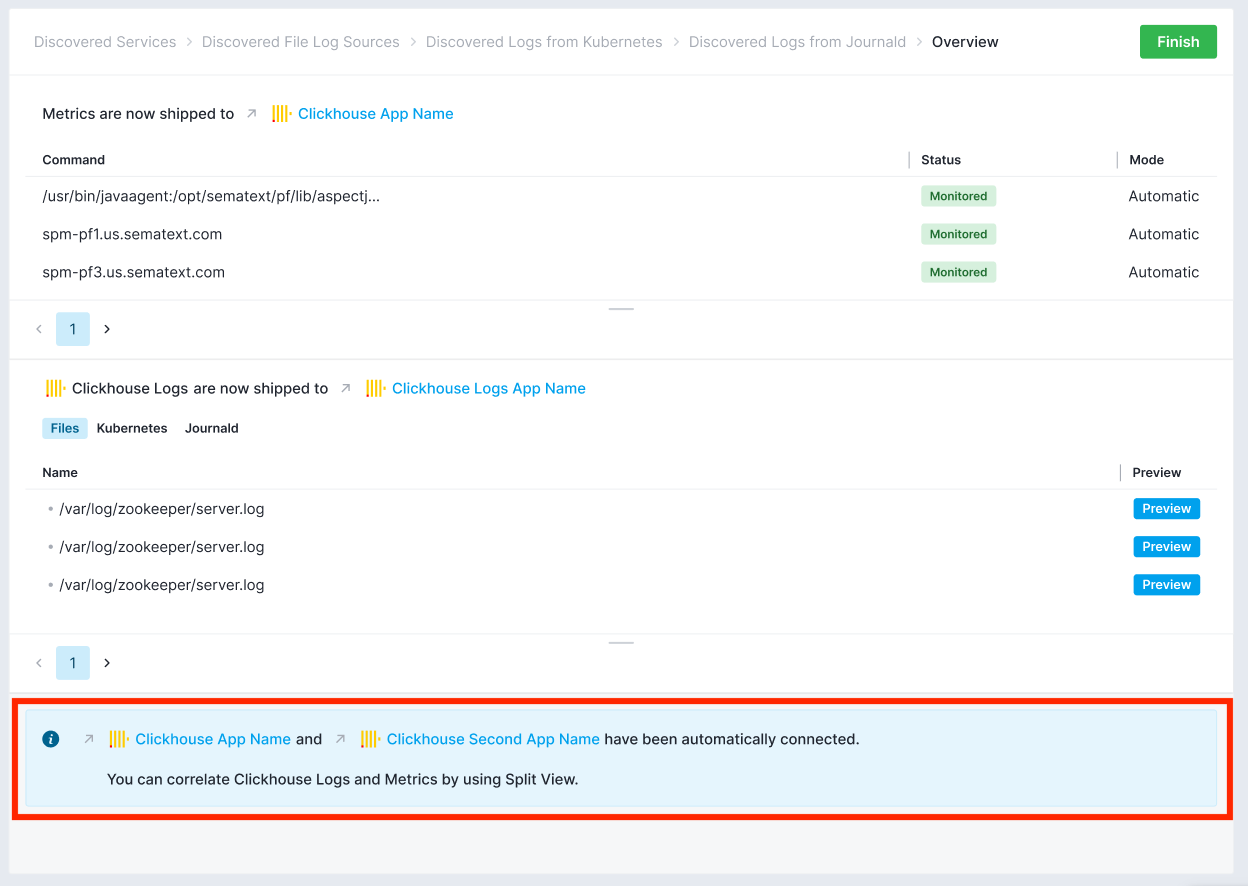 Discovered Services > Discovered File Log Sources > Discovered Logs from Kubernetes > Discovered Logs from Journald > Overview
Finish
Metrics are now shipped to Clickhouse App Name
Command Status Mode
/usr/bin/javaagent:/opt/sematext/pf/lib/aspectj... Monitored Automatic
spm-pf1.us.sematext.com Monitored Automatic
spm-pf3.us.sematext.com Monitored Automatic
1
Clickhouse Logs are now shipped to Clickhouse Logs App Name
Files Kubernetes Journald
Name Preview
/var/log/zookeeper/server.log Preview
/var/log/zookeeper/server.log Preview
/var/log/zookeeper/server.log Preview
1
Clickhouse App Name and Clickhouse Second App Name have been automatically connected.
You can correlate Clickhouse Logs and Metrics by using Split View.